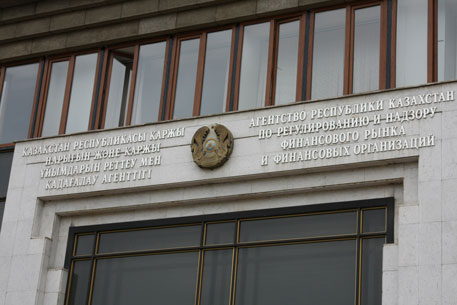 ҚАЗАҚСТАН РЕСПУБЛИКАСЫ ҚАРЖЫ
НАРЫҒЫН ЖӘНЕ ҚАРЖЫ
ҰЙЫМДАРЫН РЕТТЕУ МЕН
ҚАДАҒАЛАУ АГЕНТТІГІ
АГЕНТСТВО РЕСПУБЛИКИ КАЗАХСТАН
ПО РЕГУЛИРОВАНИЮ И НАДЗОРУ
ФИНАНСОВОГО РЫНКА
И ФИНАНСОВЫХ ОРГАНИЗАЦИЙ